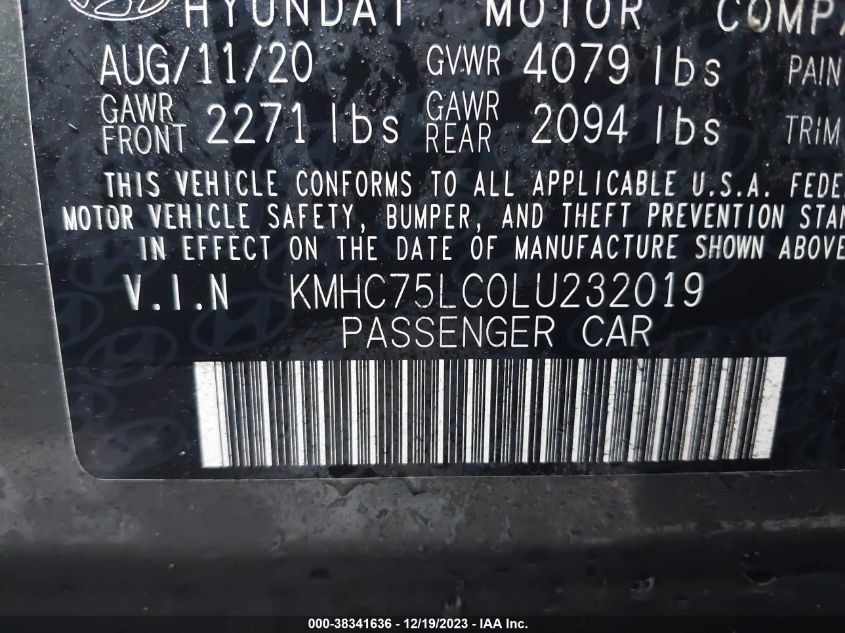 HYUNDAI MOTOR COMPA
AUG/11/20 GVWR 4079 lbs PAIN
GAWR FRONT 2271 lbs GAWR REAR 2094 lbs TRIM
THIS VEHICLE CONFORMS TO ALL APPLICABLE U.S.A. FEDE
MOTOR VEHICLE SAFETY, BUMPER, AND THEFT PREVENTION STAN
IN EFFECT ON THE DATE OF MANUFACTURE SHOWN ABOVE
V.I.N KMHC75LC0LU232019
PASSENGER CAR
000-38341636 - 12/19/2023 - IAA Inc.